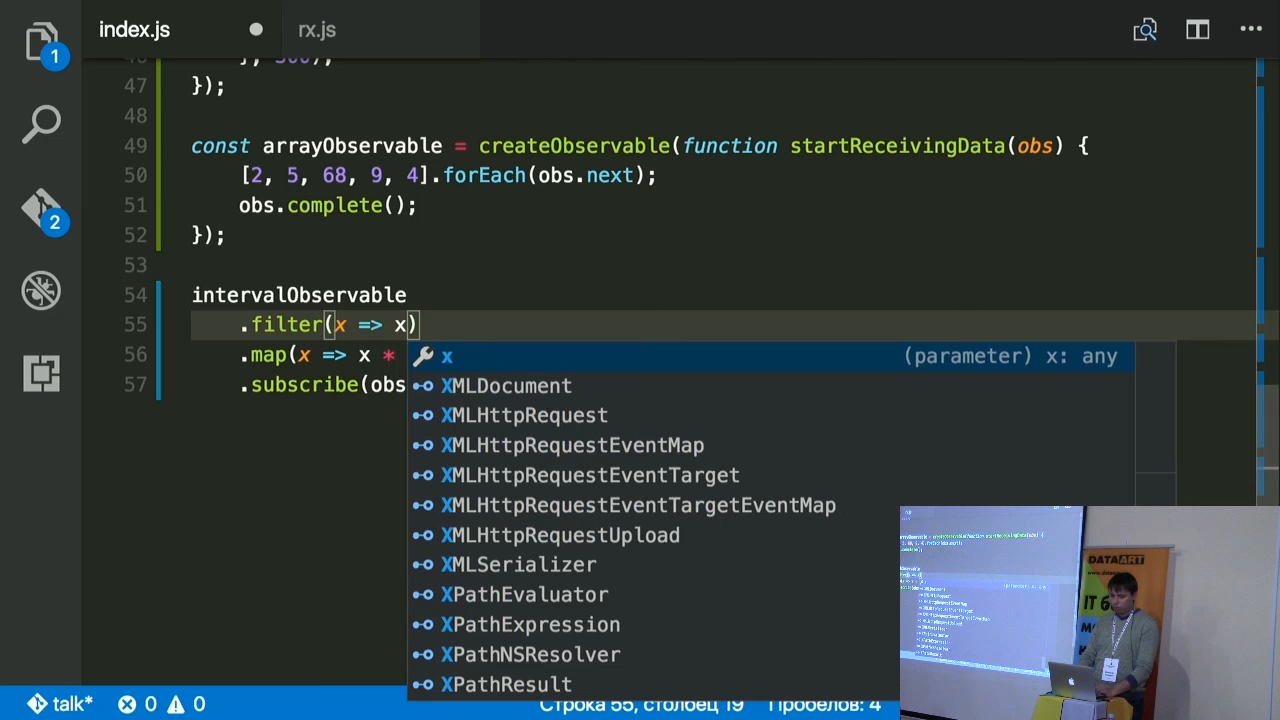 index.js
rx.js
1
2
47 });
48
49 const arrayObservable = createObservable(function startReceivingData(obs) {
50 [2, 5, 68, 9, 4].forEach(obs.next);
51 obs.complete();
52 });
53
54 intervalObservable
55 .filter(x => x)
56 .map(x => x *
57 .subscribe(obs
x (parameter) x: any
XMLDocument
XMLHttpRequest
XMLHttpRequestEventMap
XMLHttpRequestEventTarget
XMLHttpRequestEventTargetEventMap
XMLHttpRequestUpload
XMLSerializer
XPathEvaluator
XPathExpression
XPathNSResolver
XPathResult
talk* 0 0 Строка 55, столбец 19 Пробелов: 4
DATAART
IT